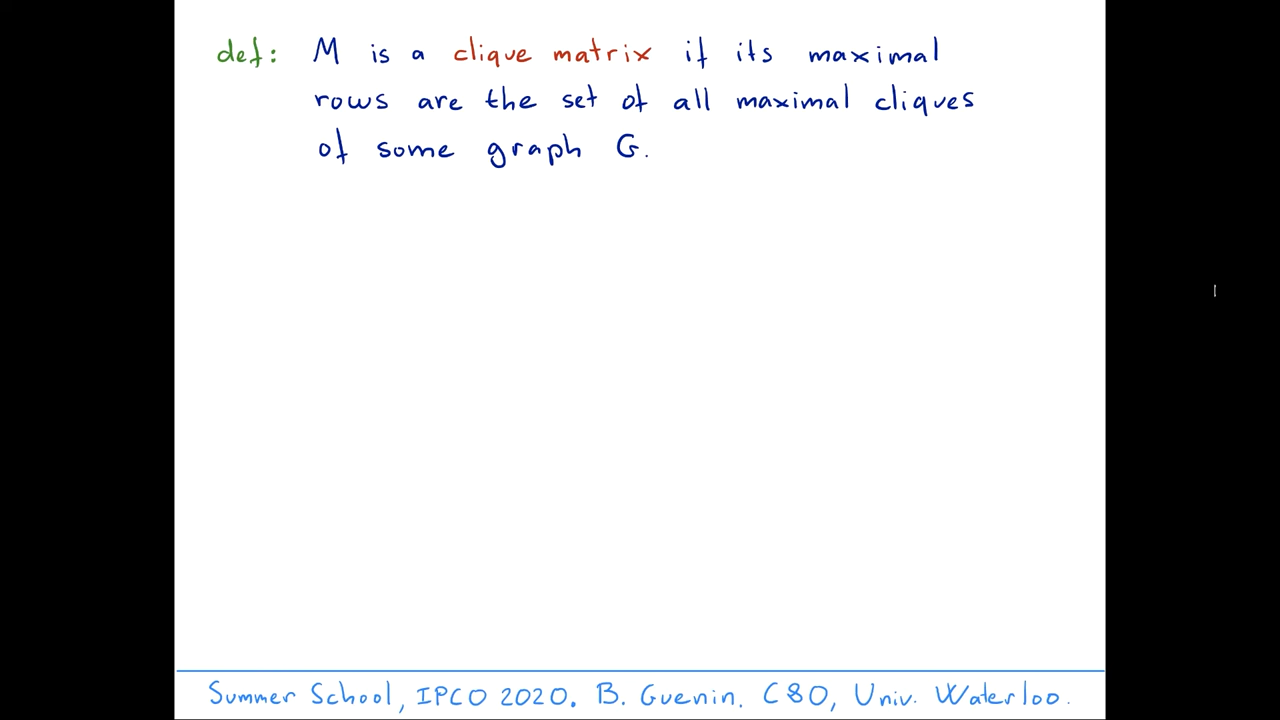 def: M is a clique matrix if its maximal
rows are the set of all maximal cliques
of some graph G.
Summer School, IPCO 2020. B. Guenin. C&O, Univ. Waterloo.